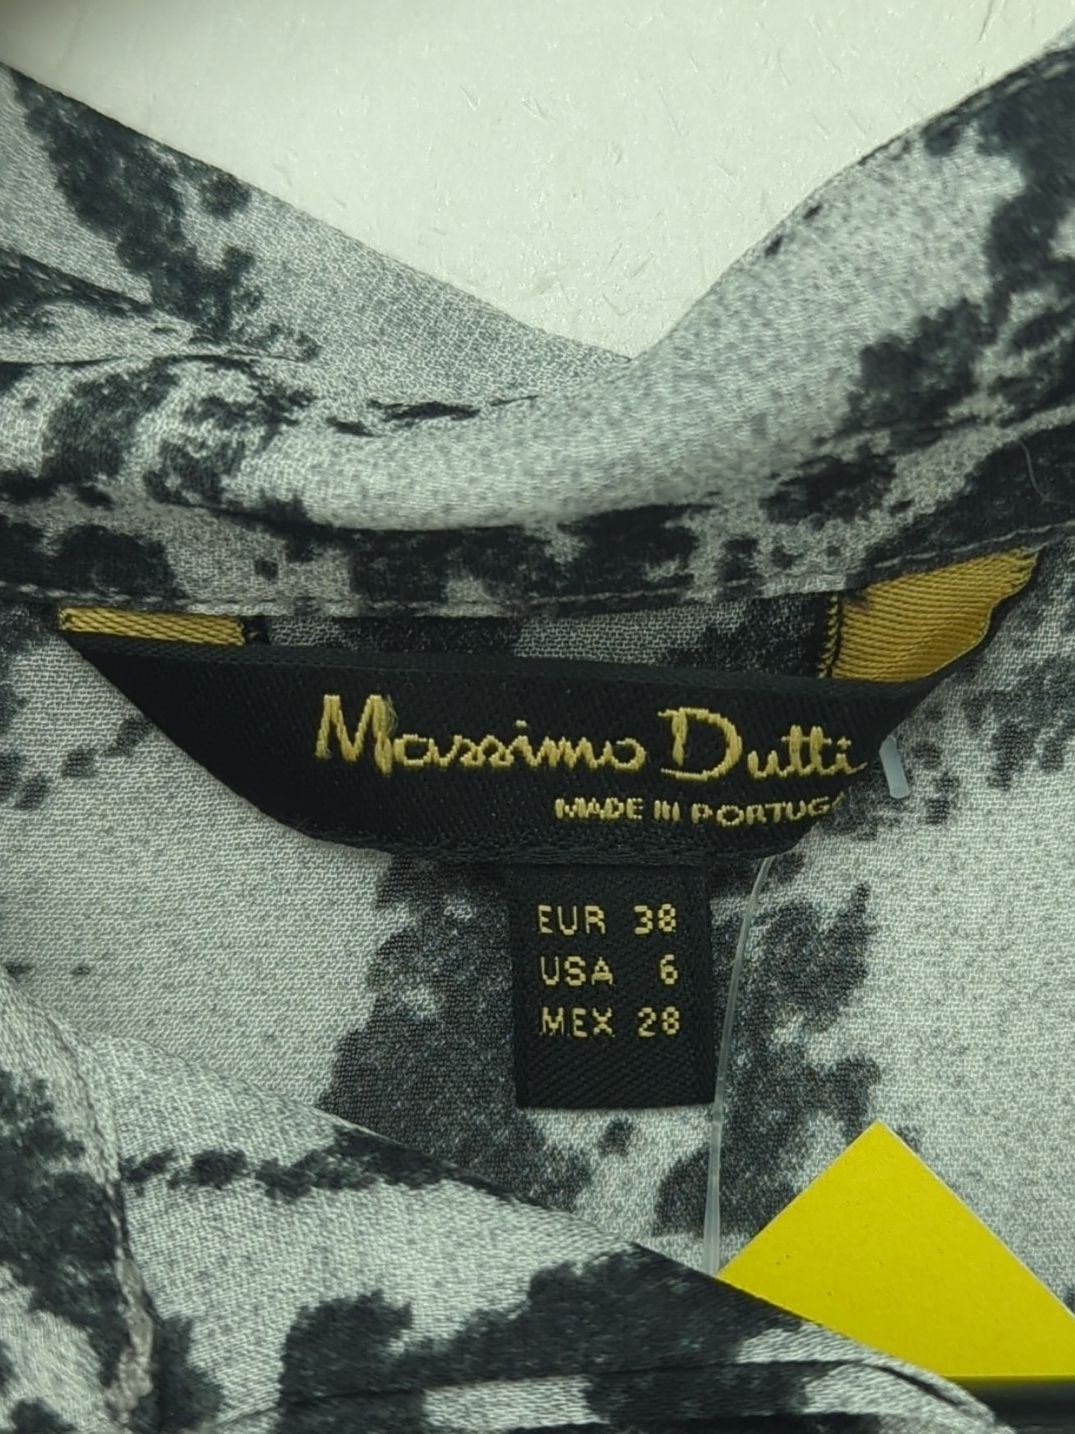 Massimo Dutti
MADE IN PORTUGA
EUR 38
USA 6
MEX 28